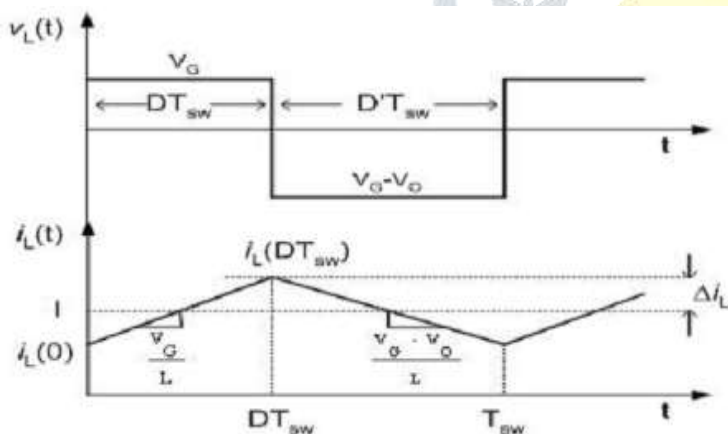 v_L(t)
V_G
DT_sw
D'T_sw
t
V_G-V_O
i_L(t)
i_L(DT_sw)
Δi_L
I
i_L(0)
V_G
L
V_G - V_O
L
t
DT_sw
T_sw